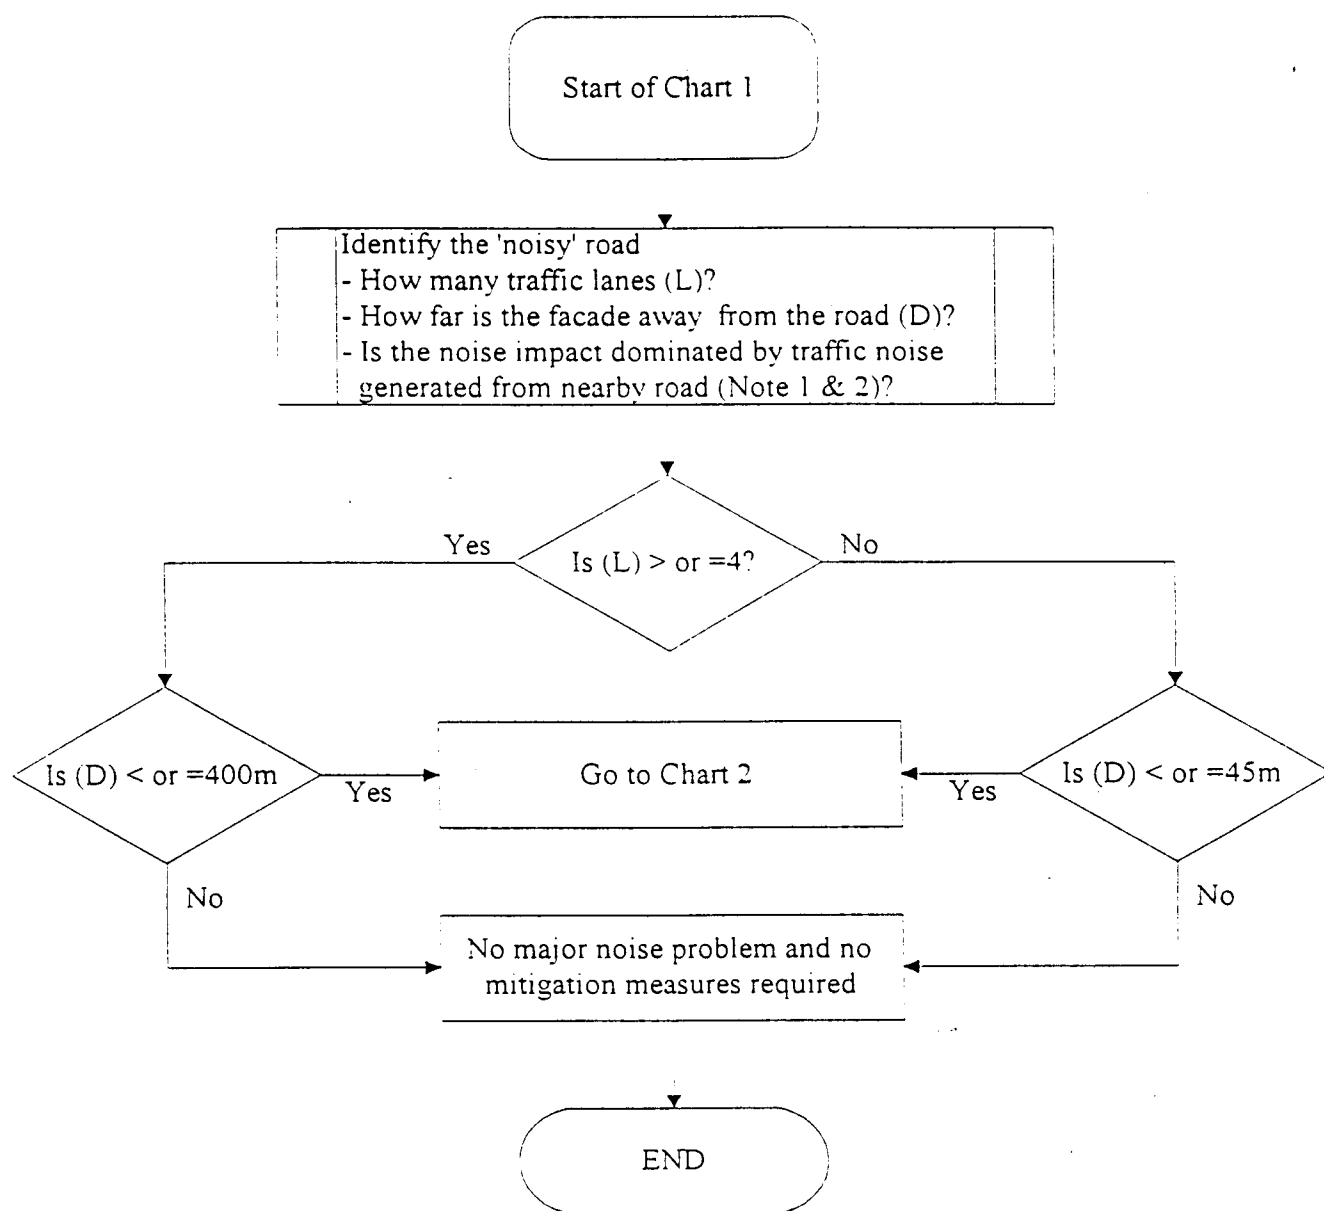 Start of Chart 1
Identify the 'noisy' road
- How many traffic lanes (L)?
- How far is the facade away from the road (D)?
- Is the noise impact dominated by traffic noise
generated from nearby road (Note 1 & 2)?
Yes
Is (L) > or =4?
No
Is (D) < or =400m
Yes
Go to Chart 2
Yes
Is (D) < or =45m
No
No major noise problem and no
mitigation measures required
No
END